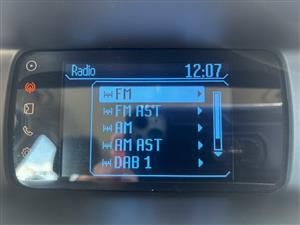 Radio 12:07
FM
FM AST
AM
AM AST
DAB 1